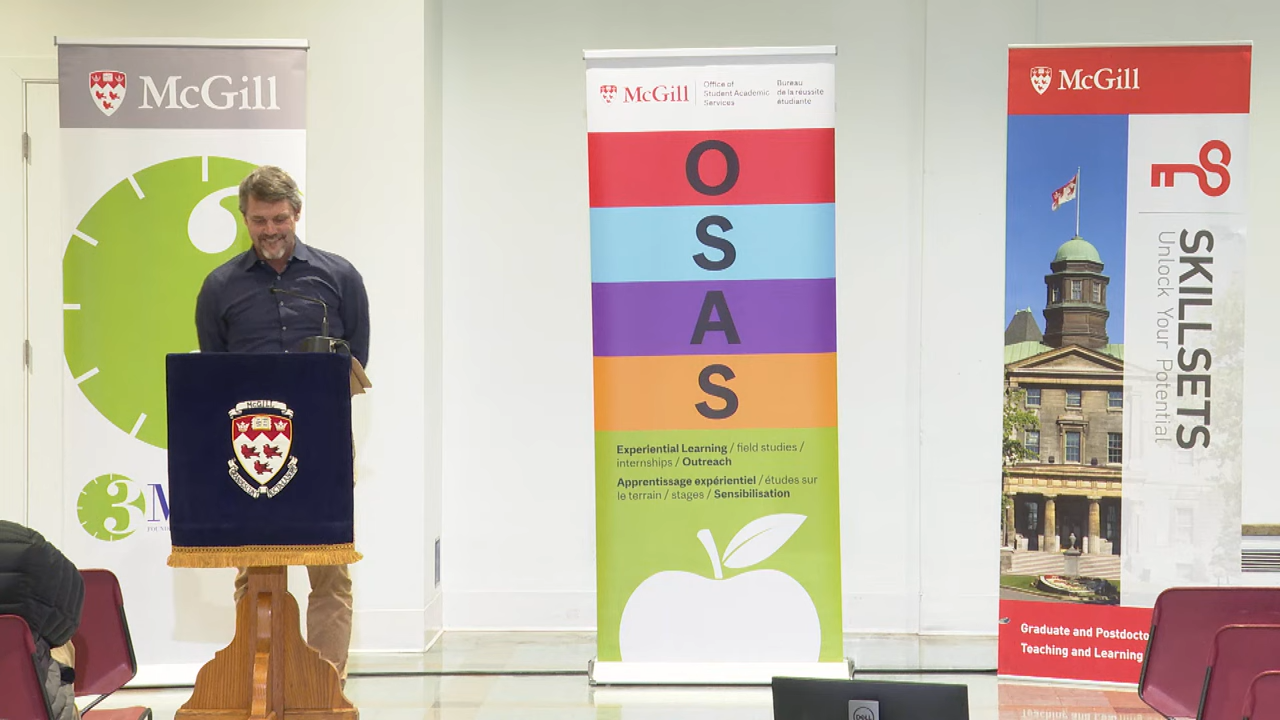 McGill
3
McGILL
McGill
Office of
Student Academic
Services
Bureau
de la réussite
étudiante
O
S
A
S
Experiential Learning / field studies /
internships / Outreach
Apprentissage expérientiel / études sur
le terrain / stages / Sensibilisation
DELL
McGill
SKILLSETS
Unlock Your Potential
Graduate and Postdocto
Teaching and Learning